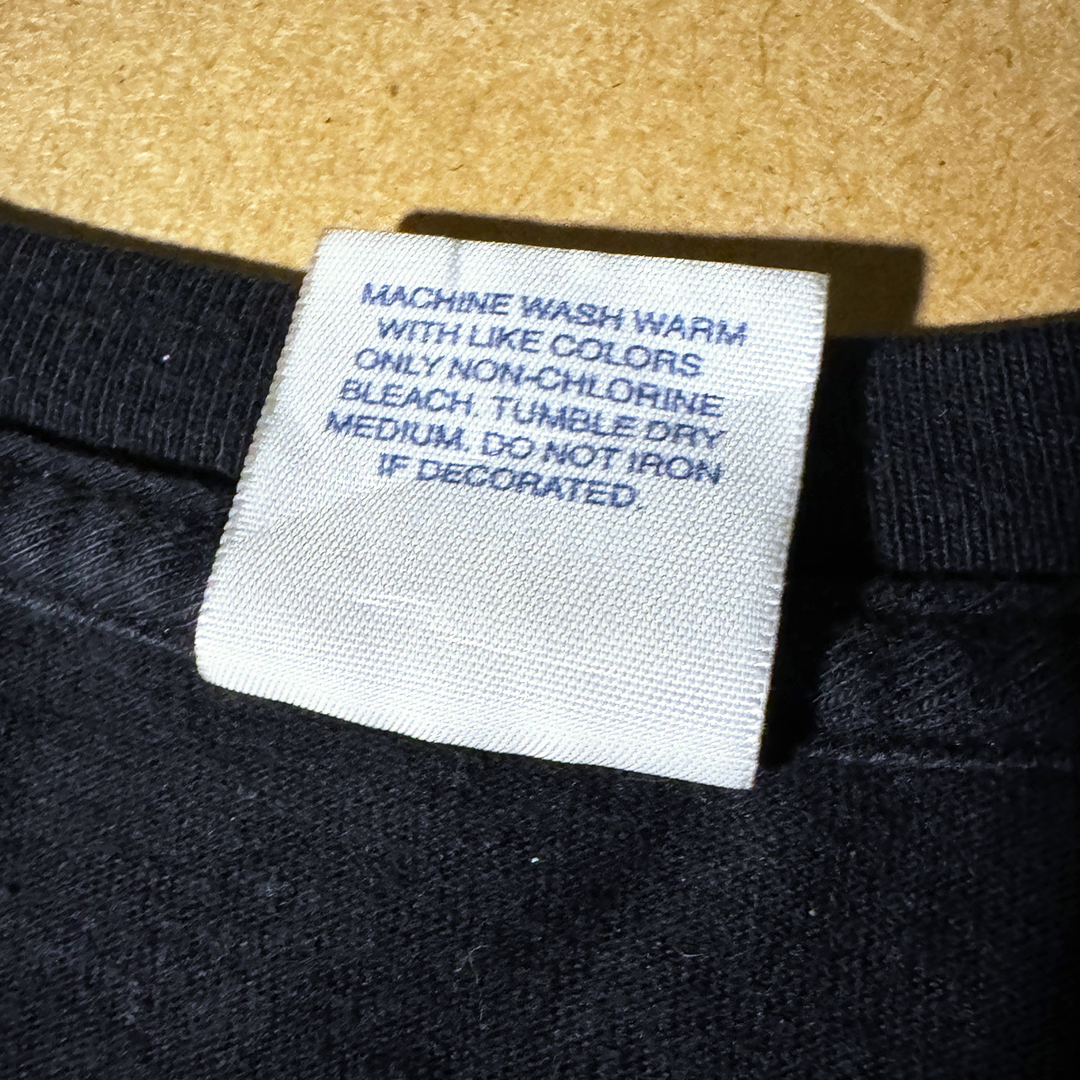 MACHINE WASH WARM
WITH LIKE COLORS
ONLY NON-CHLORINE
BLEACH. TUMBLE DRY
MEDIUM. DO NOT IRON
IF DECORATED.